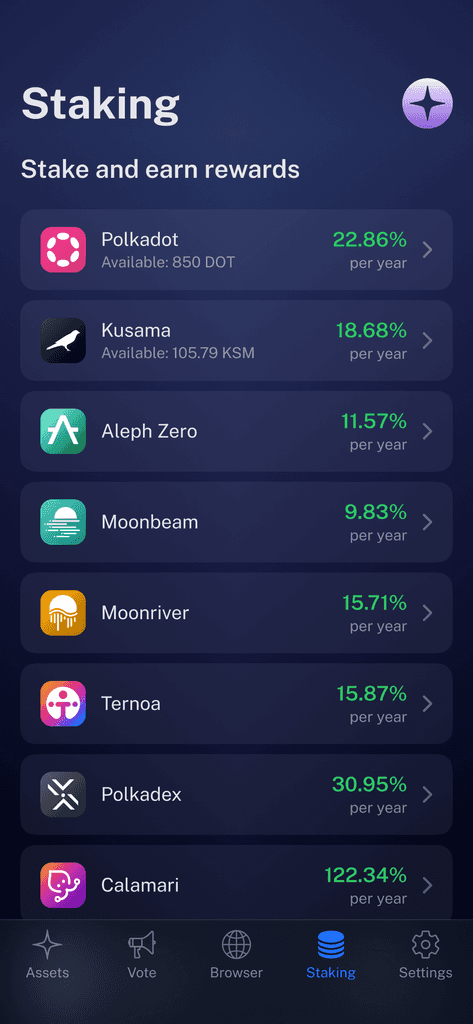 Staking
Stake and earn rewards
Polkadot
Available: 850 DOT
22.86%
per year
Kusama
Available: 105.79 KSM
18.68%
per year
Aleph Zero
11.57%
per year
Moonbeam
9.83%
per year
Moonriver
15.71%
per year
Ternoa
15.87%
per year
Polkadex
30.95%
per year
Calamari
122.34%
per year
Assets
Vote
Browser
Staking
Settings